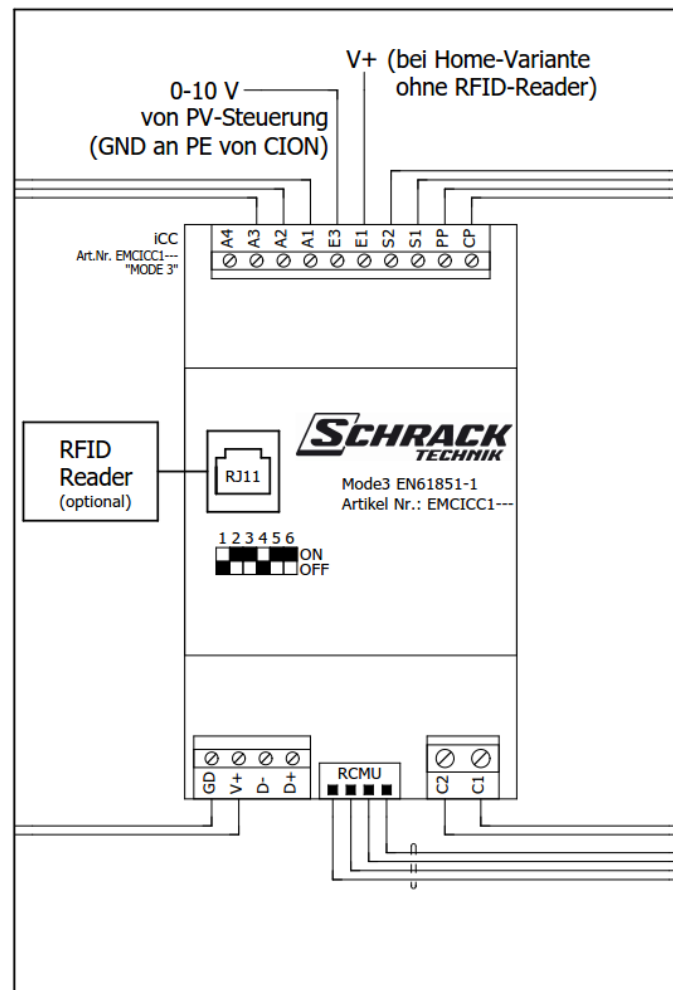 V+ (bei Home-Variante
ohne RFID-Reader)
0-10 V
von PV-Steuerung
(GND an PE von CION)
iCC
Art.Nr. EMCICC1---
"MODE 3"
A4 A3 A2 A1 E3 E1 S2 S1 PP CP
SCHRACK
TECHNIK
RFID
Reader
(optional)
RJ11
Mode3 EN61851-1
Artikel Nr.: EMCICC1---
1 2 3 4 5 6
ON
OFF
GD V+ D- D+
RCMU
C2 C1